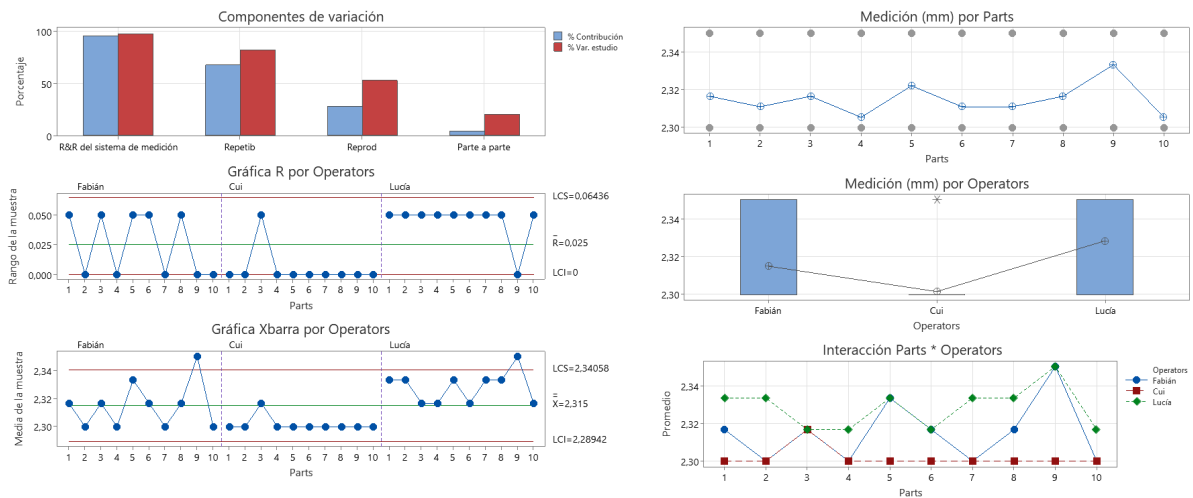 Componentes de variación
Porcentaje
100
50
0
R&R del sistema de medición Repetib Reprod Parte a parte
% Contribución
% Var. estudio
Gráfica R por Operators
Fabián Cui Lucía
Rango de la muestra
0,050
0,025
0,000
LCS=0,06436
R=0,025
LCI=0
1 2 3 4 5 6 7 8 9 10 1 2 3 4 5 6 7 8 9 10 1 2 3 4 5 6 7 8 9 10
Parts
Gráfica Xbarra por Operators
Fabián Cui Lucía
Media de la muestra
2,34
2,32
2,30
LCS=2,34058
X=2,315
LCI=2,28942
1 2 3 4 5 6 7 8 9 10 1 2 3 4 5 6 7 8 9 10 1 2 3 4 5 6 7 8 9 10
Parts
Medición (mm) por Parts
2,34
2,32
2,30
1 2 3 4 5 6 7 8 9 10
Parts
Medición (mm) por Operators
2,34
2,32
2,30
Fabián Cui Lucía
Operators
Interacción Parts * Operators
Promedio
2,34
2,32
2,30
1 2 3 4 5 6 7 8 9 10
Parts
Operators
Fabián
Cui
Lucía